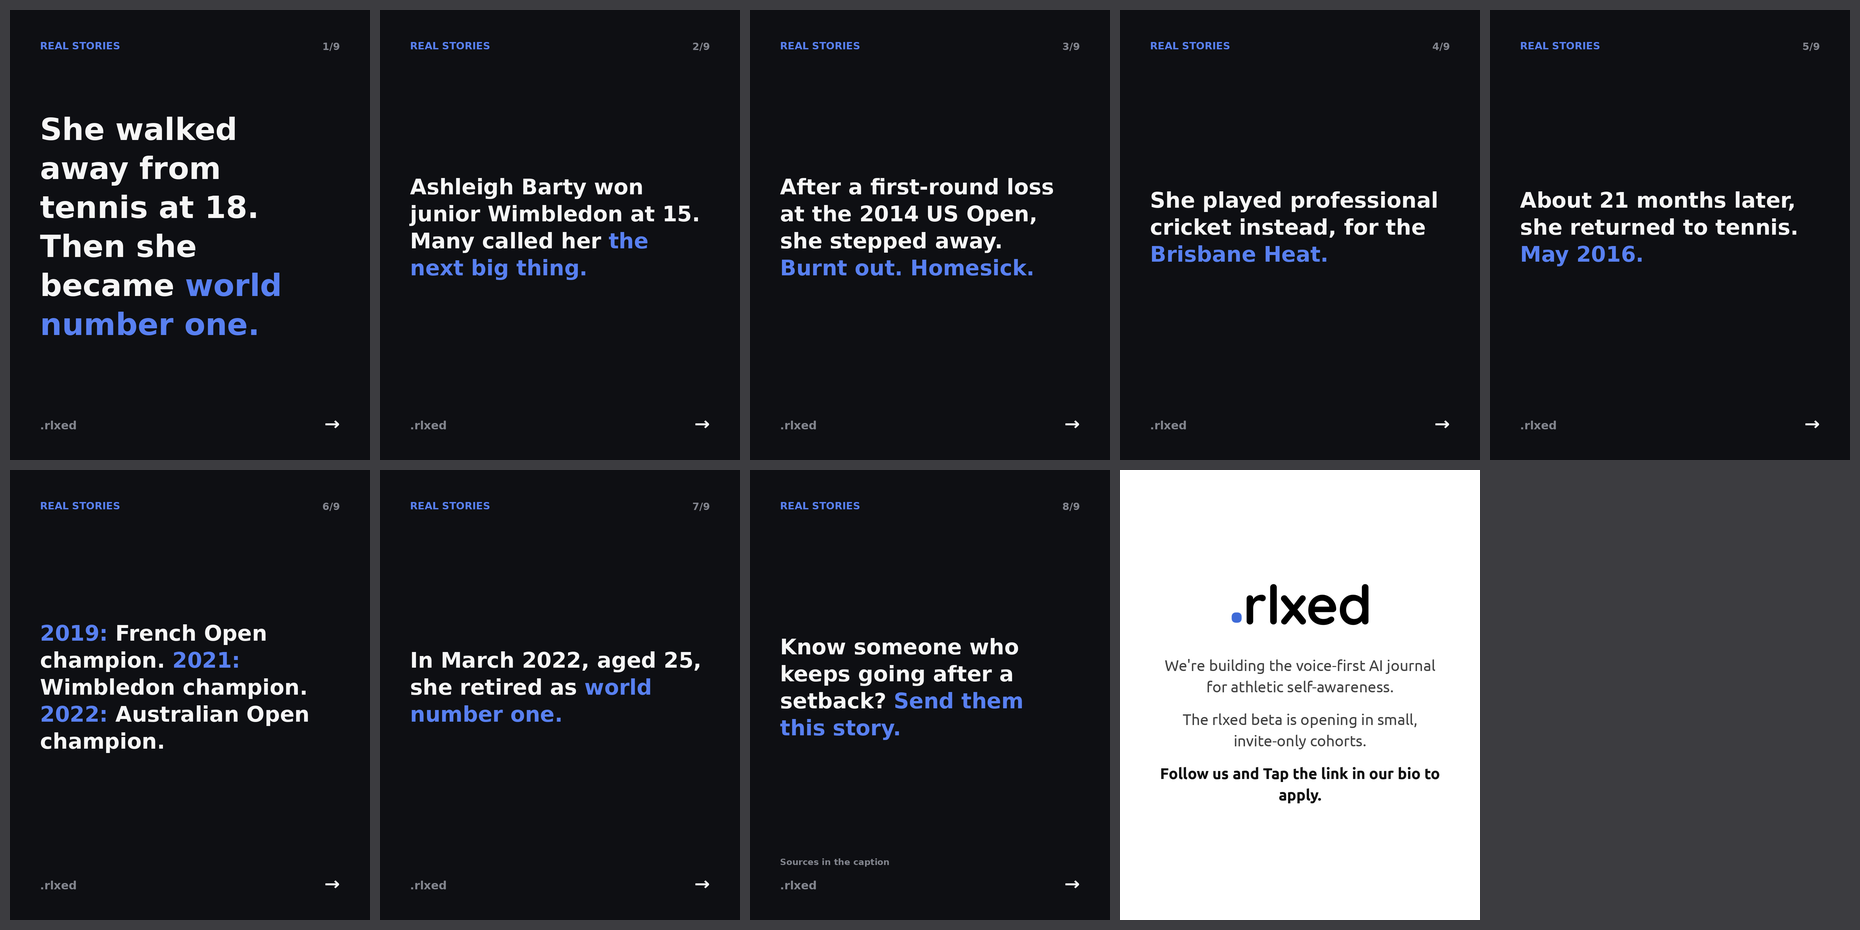 REAL STORIES
1/9
She walked
away from
tennis at 18.
Then she
became world
number one.
.rlxed
→
REAL STORIES
2/9
Ashleigh Barty won
junior Wimbledon at 15.
Many called her the
next big thing.
.rlxed
→
REAL STORIES
3/9
After a first-round loss
at the 2014 US Open,
she stepped away.
Burnt out. Homesick.
.rlxed
→
REAL STORIES
4/9
She played professional
cricket instead, for the
Brisbane Heat.
.rlxed
→
REAL STORIES
5/9
About 21 months later,
she returned to tennis.
May 2016.
.rlxed
→
REAL STORIES
6/9
2019: French Open
champion. 2021:
Wimbledon champion.
2022: Australian Open
champion.
.rlxed
→
REAL STORIES
7/9
In March 2022, aged 25,
she retired as world
number one.
.rlxed
→
REAL STORIES
8/9
Know someone who
keeps going after a
setback? Send them
this story.
Sources in the caption
.rlxed
→
.rlxed
We're building the voice-first AI journal
for athletic self-awareness.
The rlxed beta is opening in small,
invite-only cohorts.
Follow us and Tap the link in our bio to
apply.